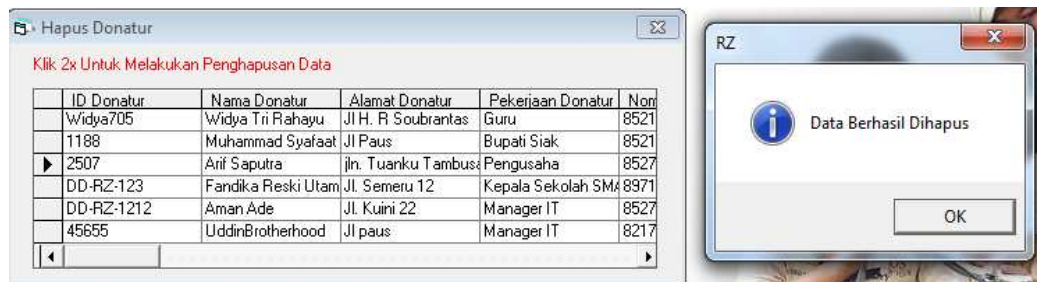 Hapus Donatur
Klik 2x Untuk Melakukan Penghapusan Data
ID Donatur Nama Donatur Alamat Donatur Pekerjaan Donatur Nom
Widya705 Widya Tri Rahayu Jl H. R Soubrantas Guru 8521
1188 Muhammad Syafaat Jl Paus Bupati Siak 8521
2507 Arif Saputra jln. Tuanku Tambusa Pengusaha 8527
DD-RZ-123 Fandika Reski Utam Jl. Semeru 12 Kepala Sekolah SMA 8971
DD-RZ-1212 Aman Ade Jl. Kuini 22 Manager IT 8527
45655 UddinBrotherhood Jl paus Manager IT 8217
RZ
Data Berhasil Dihapus
OK